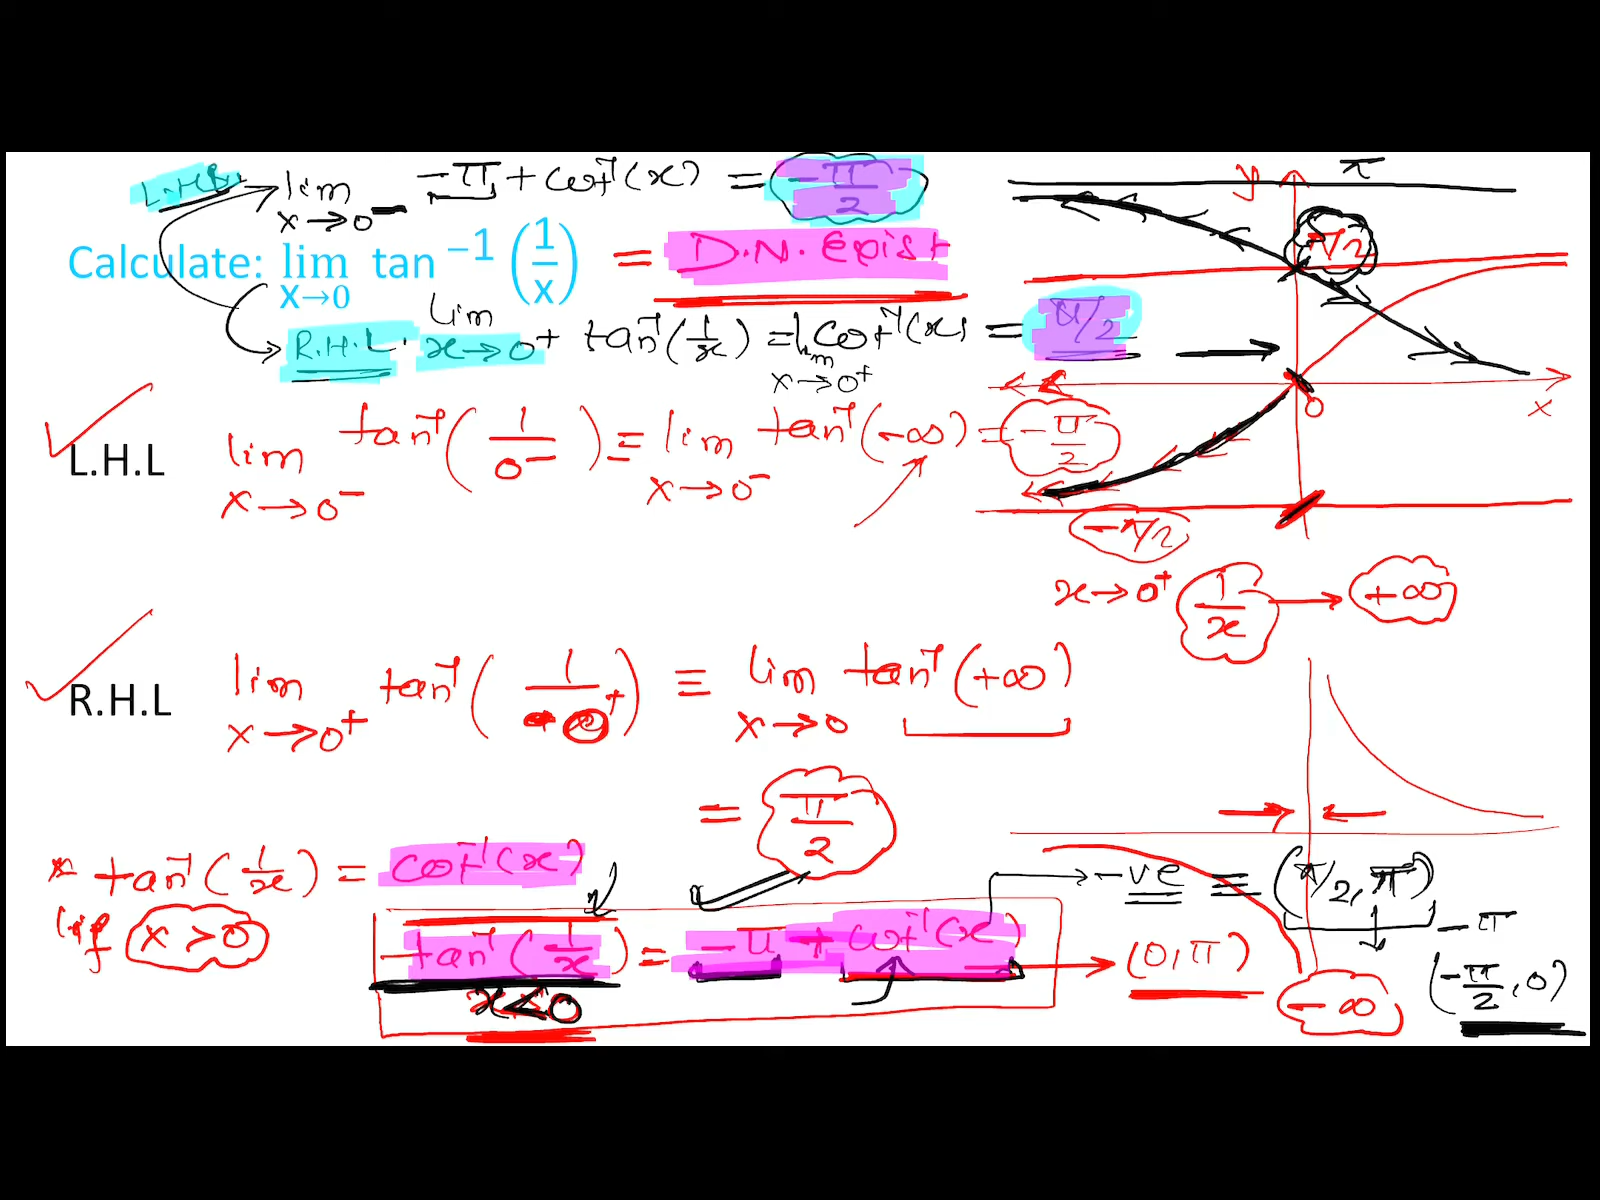 L.H.L. lim x→0⁻ -π + cot⁻¹(x) = -π/2
Calculate: lim x→0 tan⁻¹(1/x) = D.N. Exist
R.H.L. lim x→0⁺ tan⁻¹(1/x) = lim x→0⁺ cot⁻¹(x) = π/2
L.H.L lim x→0⁻ tan⁻¹(1/0⁻) ≡ lim x→0⁻ tan⁻¹(-∞) = -π/2
R.H.L lim x→0⁺ tan⁻¹(1/0⁺) ≡ lim x→0 tan⁻¹(+∞)
= π/2
* tan⁻¹(1/x) = cot⁻¹(x)
if x > 0
tan⁻¹(1/x) = -π + cot⁻¹(x)
x < 0
y
π
π/2
0
x
-π/2
x→0⁺ 1/x → +∞
-ve ≡ (π/2, π)
-π
(0, π)
(-π/2, 0)
-∞